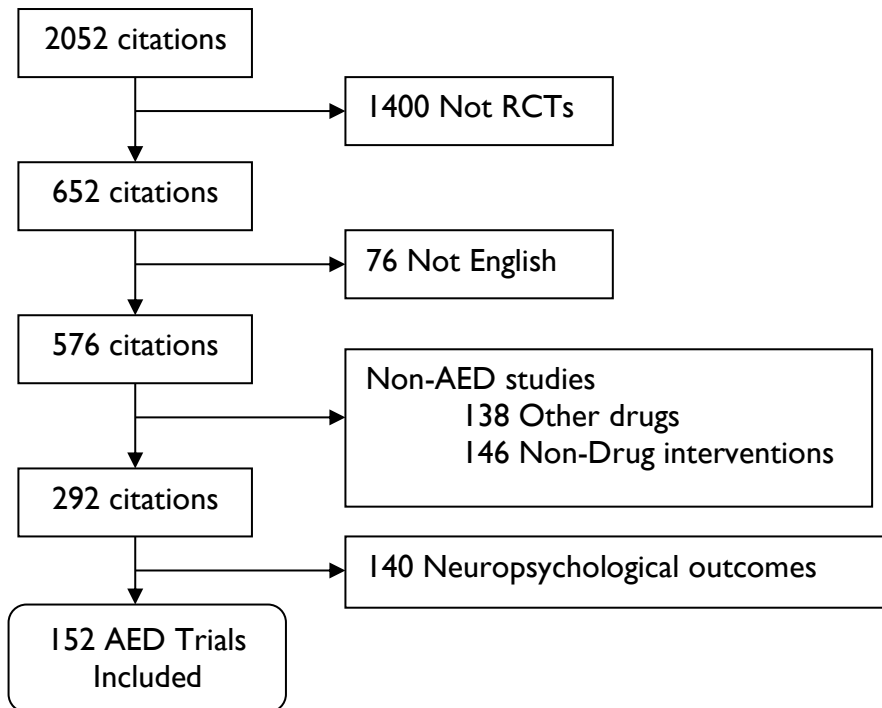 2052 citations
1400 Not RCTs
652 citations
76 Not English
576 citations
Non-AED studies
138 Other drugs
146 Non-Drug interventions
292 citations
140 Neuropsychological outcomes
152 AED Trials
Included